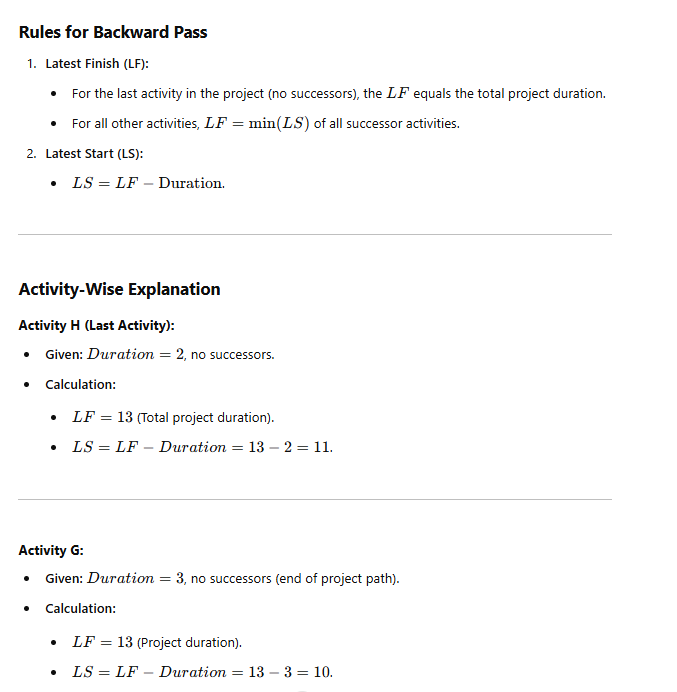 Rules for Backward Pass
1. Latest Finish (LF):
• For the last activity in the project (no successors), the LF equals the total project duration.
• For all other activities, LF = min(LS) of all successor activities.
2. Latest Start (LS):
• LS = LF − Duration.
Activity-Wise Explanation
Activity H (Last Activity):
• Given: Duration = 2, no successors.
• Calculation:
• LF = 13 (Total project duration).
• LS = LF − Duration = 13 − 2 = 11.
Activity G:
• Given: Duration = 3, no successors (end of project path).
• Calculation:
• LF = 13 (Project duration).
• LS = LF − Duration = 13 − 3 = 10.